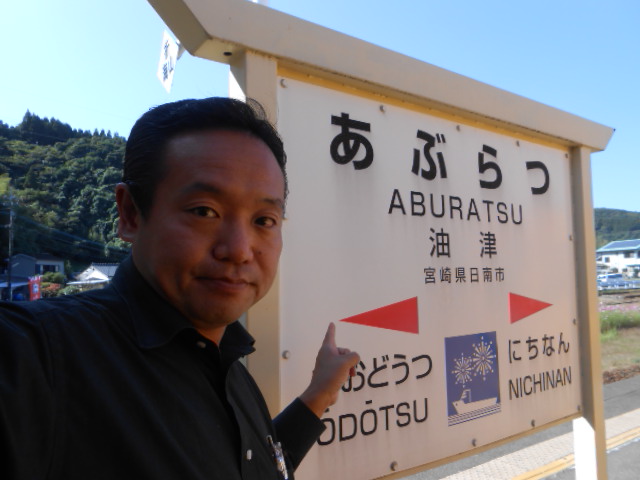 あぶらつ
ABURATSU
油津
宮崎県日南市
おどうつ
ŌDŌTSU
にちなん
NICHINAN